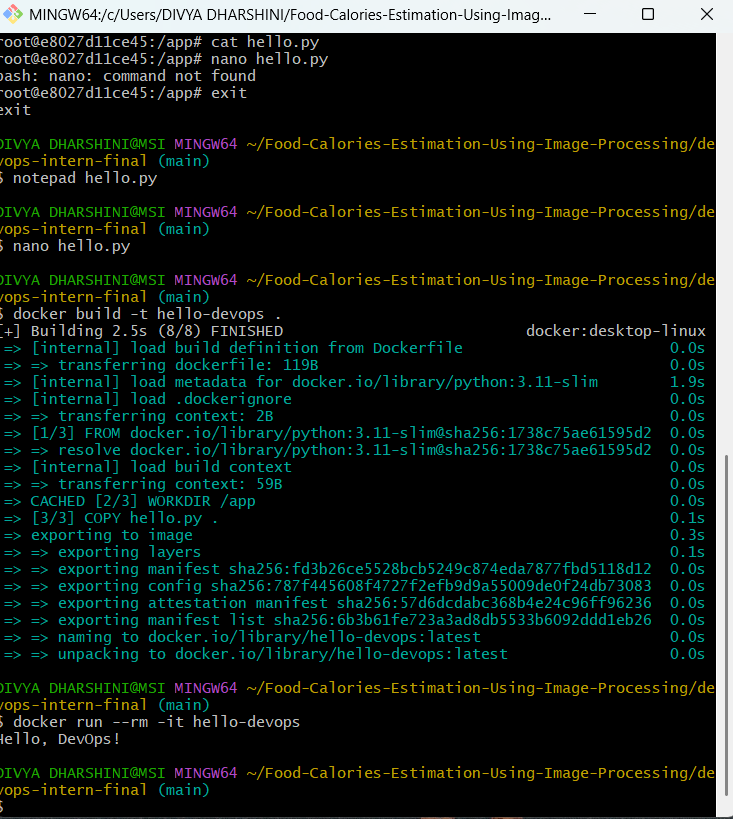 MINGW64:/c/Users/DIVYA DHARSHINI/Food-Calories-Estimation-Using-Imag...
root@e8027d11ce45:/app# cat hello.py
root@e8027d11ce45:/app# nano hello.py
bash: nano: command not found
root@e8027d11ce45:/app# exit
exit
DIVYA DHARSHINI@MSI MINGW64 ~/Food-Calories-Estimation-Using-Image-Processing/de
vops-intern-final (main)
$ notepad hello.py
DIVYA DHARSHINI@MSI MINGW64 ~/Food-Calories-Estimation-Using-Image-Processing/de
vops-intern-final (main)
$ nano hello.py
DIVYA DHARSHINI@MSI MINGW64 ~/Food-Calories-Estimation-Using-Image-Processing/de
vops-intern-final (main)
$ docker build -t hello-devops .
[+] Building 2.5s (8/8) FINISHED docker:desktop-linux
=> [internal] load build definition from Dockerfile 0.0s
=> => transferring dockerfile: 119B 0.0s
=> [internal] load metadata for docker.io/library/python:3.11-slim 1.9s
=> [internal] load .dockerignore 0.0s
=> => transferring context: 2B 0.0s
=> [1/3] FROM docker.io/library/python:3.11-slim@sha256:1738c75ae61595d2 0.0s
=> => resolve docker.io/library/python:3.11-slim@sha256:1738c75ae61595d2 0.0s
=> [internal] load build context 0.0s
=> => transferring context: 59B 0.0s
=> CACHED [2/3] WORKDIR /app 0.0s
=> [3/3] COPY hello.py . 0.1s
=> exporting to image 0.3s
=> => exporting layers 0.1s
=> => exporting manifest sha256:fd3b26ce5528bcb5249c874eda7877fbd5118d12 0.0s
=> => exporting config sha256:787f445608f4727f2efb9d9a55009de0f24db73083 0.0s
=> => exporting attestation manifest sha256:57d6dcdabc368b4e24c96ff96236 0.0s
=> => exporting manifest list sha256:6b3b61fe723a3ad8db5533b6092ddd1eb26 0.0s
=> => naming to docker.io/library/hello-devops:latest 0.0s
=> => unpacking to docker.io/library/hello-devops:latest 0.0s
DIVYA DHARSHINI@MSI MINGW64 ~/Food-Calories-Estimation-Using-Image-Processing/de
vops-intern-final (main)
$ docker run --rm -it hello-devops
Hello, DevOps!
DIVYA DHARSHINI@MSI MINGW64 ~/Food-Calories-Estimation-Using-Image-Processing/de
vops-intern-final (main)
$